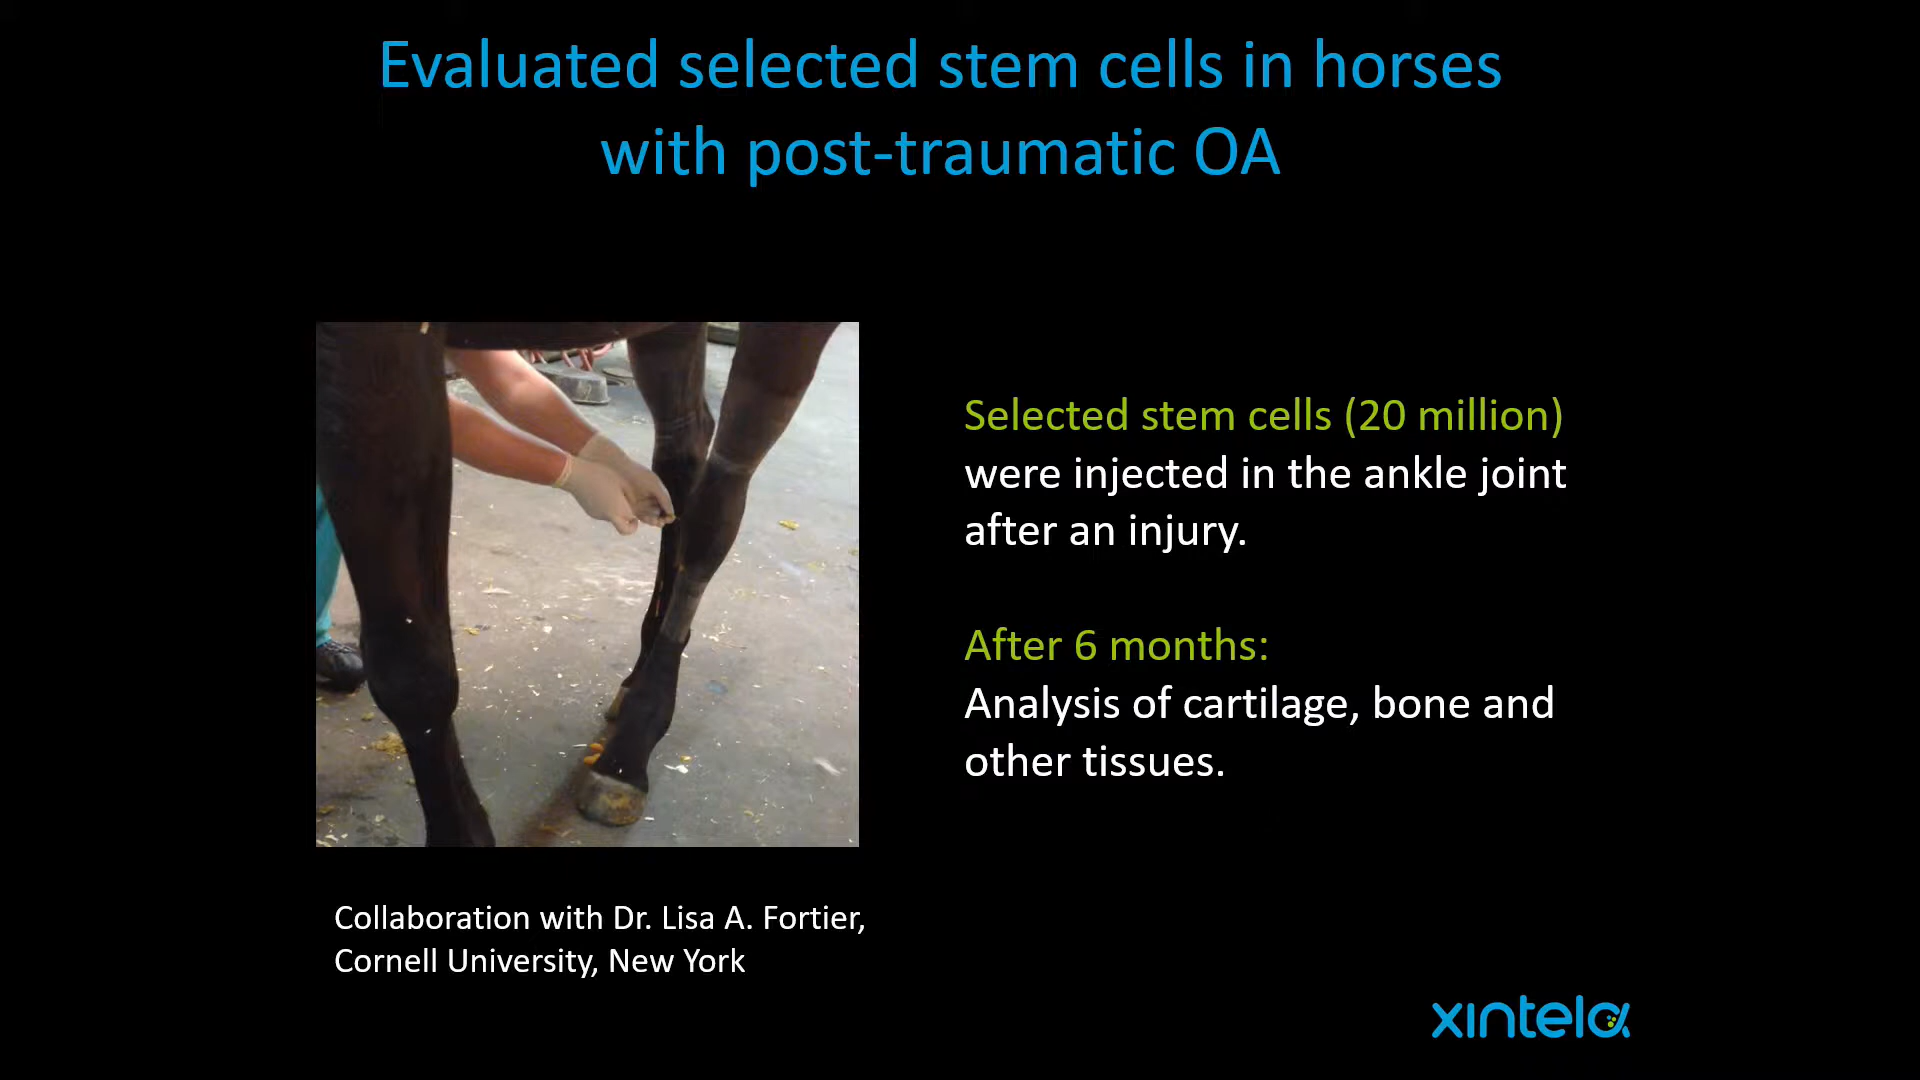 Evaluated selected stem cells in horses
with post-traumatic OA
Selected stem cells (20 million)
were injected in the ankle joint
after an injury.
After 6 months:
Analysis of cartilage, bone and
other tissues.
Collaboration with Dr. Lisa A. Fortier,
Cornell University, New York
xintela